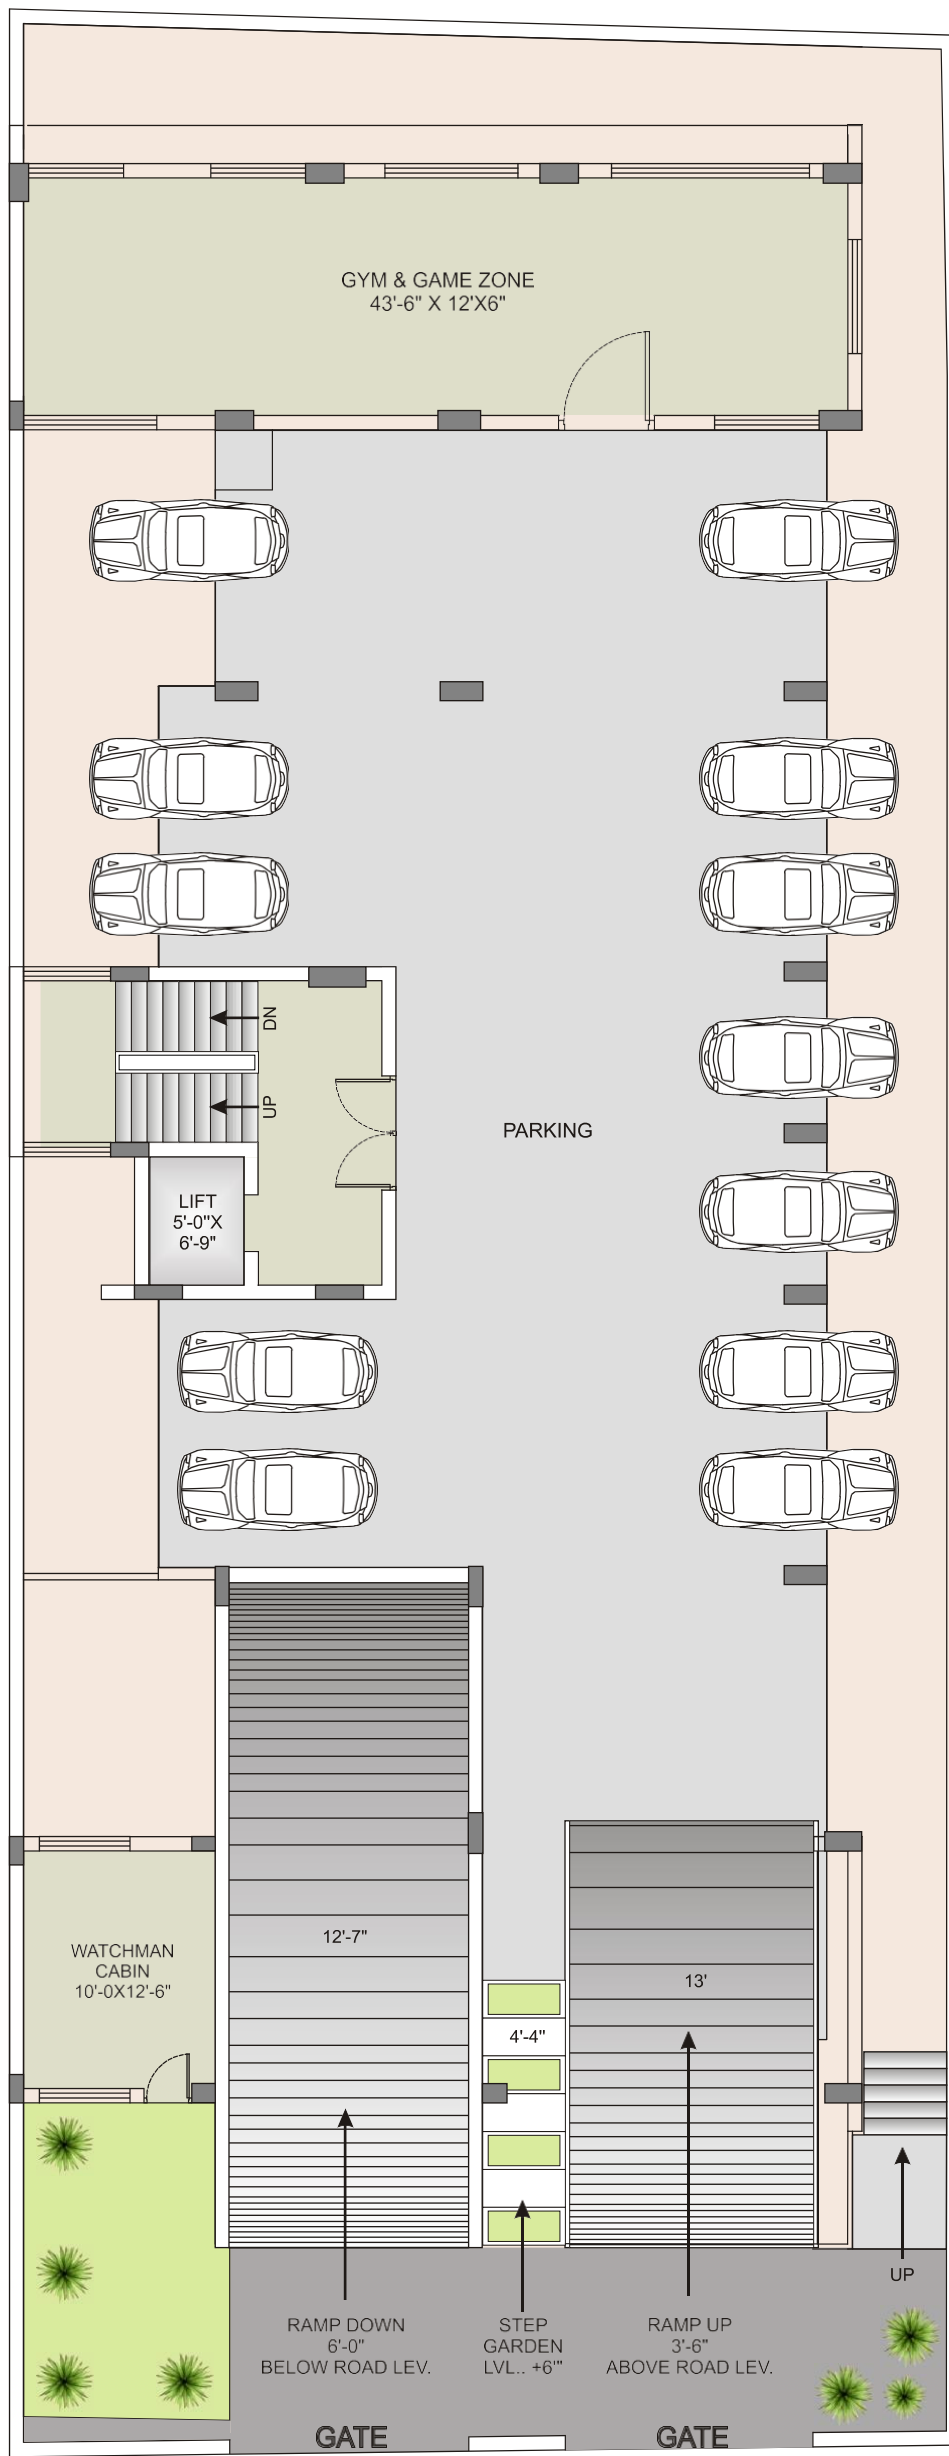 GYM & GAME ZONE
43'-6" X 12'X6"
DN
UP
PARKING
LIFT
5'-0"X
6'-9"
12'-7"
WATCHMAN
CABIN
10'-0X12'-6"
13'
4'-4"
UP
RAMP DOWN
6'-0"
BELOW ROAD LEV.
STEP
GARDEN
LVL.. +6'"
RAMP UP
3'-6"
ABOVE ROAD LEV.
GATE
GATE